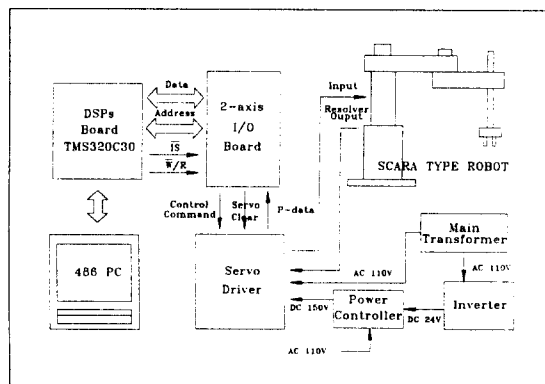 DSPs
Board
TMS320C30
Data
Address
IS
W/R
2-axis
I/O
Board
Input
Resolver
Ouput
SCARA TYPE ROBOT
Control
Command
Servo
Clear
P-data
486 PC
Servo
Driver
Main
Transformer
AC 110V
AC 110V
DC 150V
Power
Controller
DC 24V
Inverter
AC 110V